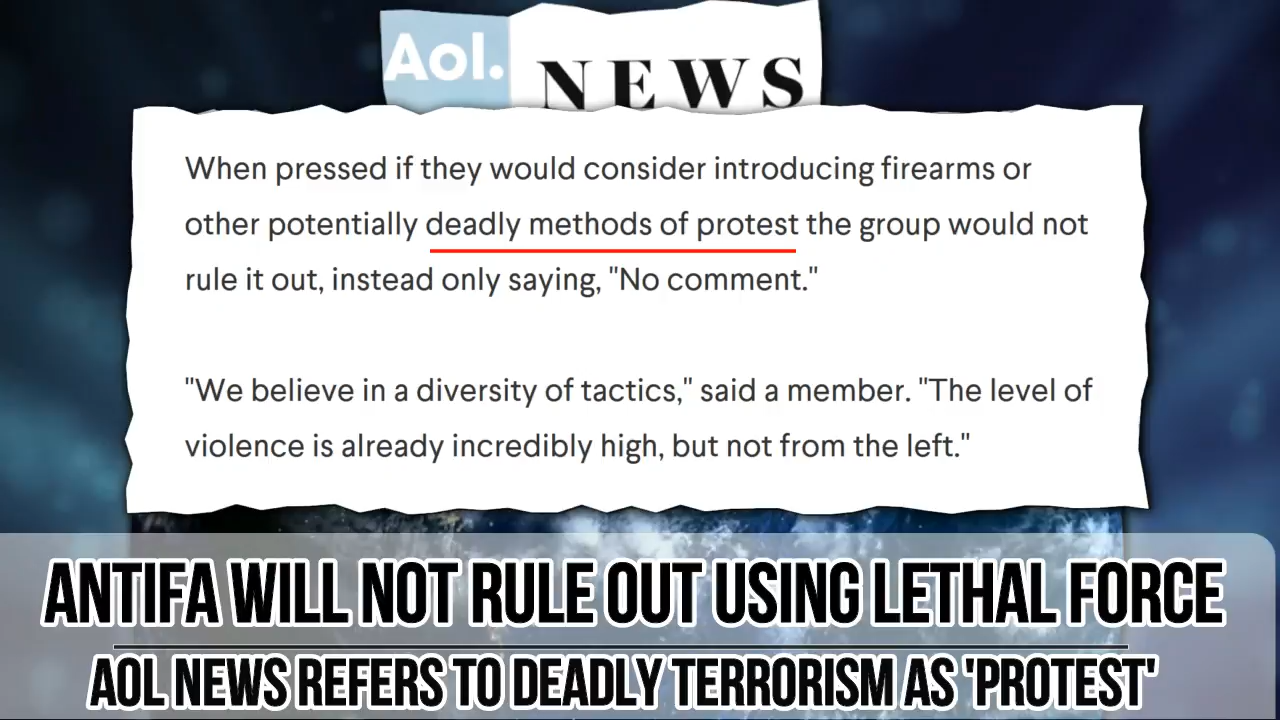 Aol.
NEWS
When pressed if they would consider introducing firearms or
other potentially deadly methods of protest the group would not
rule it out, instead only saying, "No comment."
"We believe in a diversity of tactics," said a member. "The level of
violence is already incredibly high, but not from the left."
ANTIFA WILL NOT RULE OUT USING LETHAL FORCE
AOL NEWS REFERS TO DEADLY TERRORISM AS 'PROTEST'